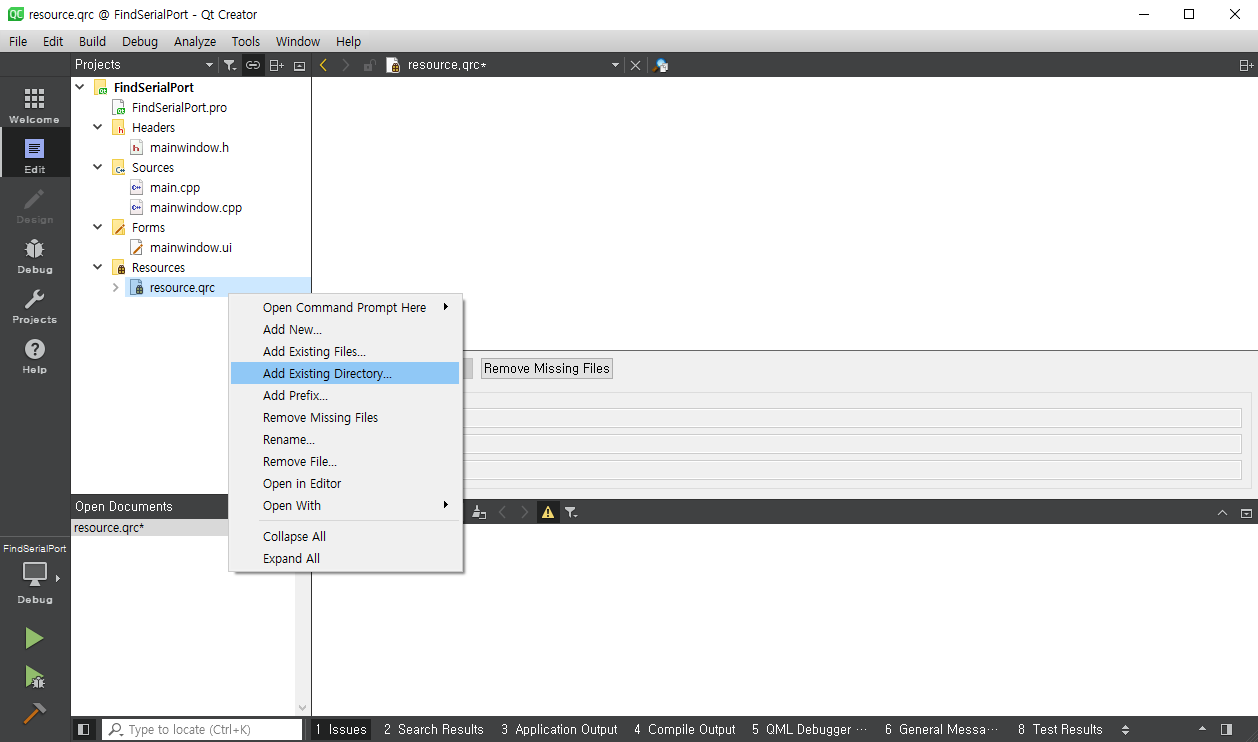 resource.qrc @ FindSerialPort - Qt Creator
File Edit Build Debug Analyze Tools Window Help
Projects
resource.qrc*
Welcome
Edit
Design
Debug
Projects
Help
FindSerialPort
FindSerialPort.pro
Headers
mainwindow.h
Sources
main.cpp
mainwindow.cpp
Forms
mainwindow.ui
Resources
resource.qrc
Open Command Prompt Here
Add New...
Add Existing Files...
Add Existing Directory...
Add Prefix...
Remove Missing Files
Rename...
Remove File...
Open in Editor
Open With
Collapse All
Expand All
Remove Missing Files
Open Documents
resource.qrc*
FindSerialPort
Debug
Type to locate (Ctrl+K)
1 Issues 2 Search Results 3 Application Output 4 Compile Output 5 QML Debugger ··· 6 General Messa··· 8 Test Results